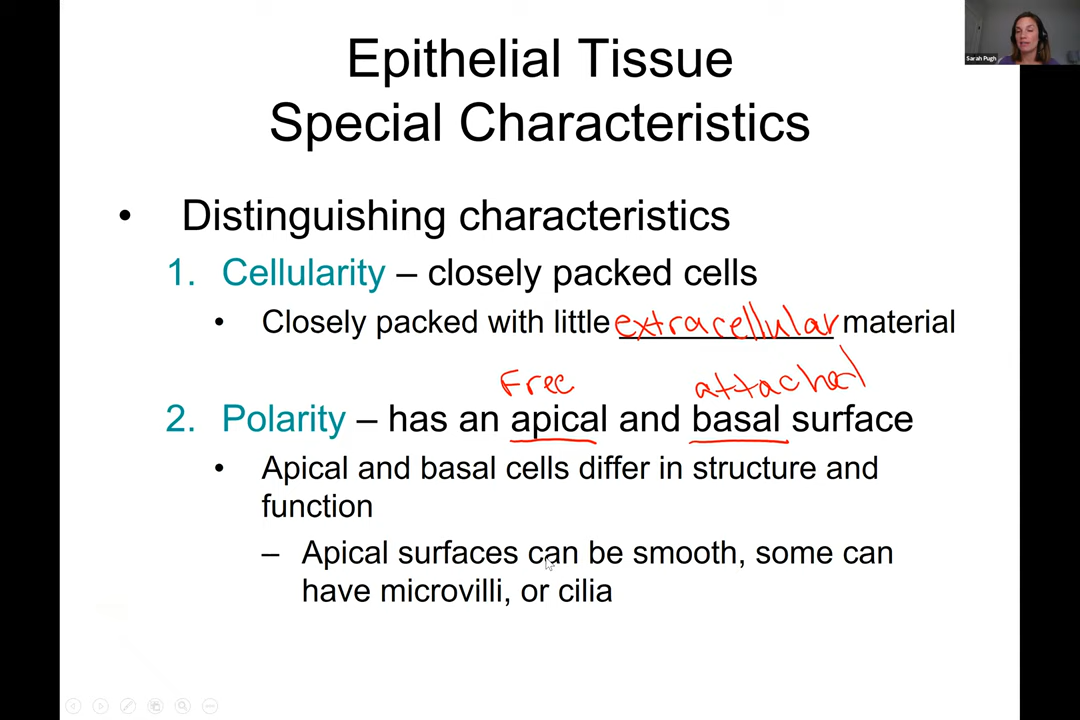 Epithelial Tissue
Special Characteristics
Sarah Pugh
• Distinguishing characteristics
1. Cellularity – closely packed cells
• Closely packed with little extracellular material
Free attached
2. Polarity – has an apical and basal surface
• Apical and basal cells differ in structure and
function
– Apical surfaces can be smooth, some can
have microvilli, or cilia